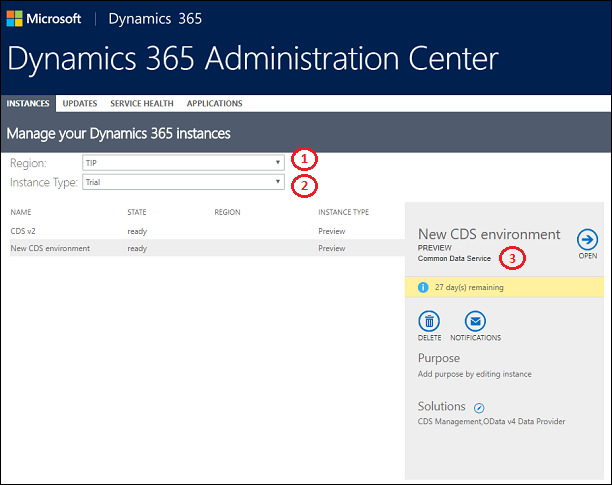 Microsoft | Dynamics 365
Dynamics 365 Administration Center
INSTANCES UPDATES SERVICE HEALTH APPLICATIONS
Manage your Dynamics 365 instances
Region: TIP 1
Instance Type: Trial 2
NAME STATE REGION INSTANCE TYPE
CDS v2 ready Preview
New CDS environment ready Preview
New CDS environment
PREVIEW
Common Data Service 3
OPEN
27 day(s) remaining
DELETE NOTIFICATIONS
Purpose
Add purpose by editing instance
Solutions
CDS Management,OData v4 Data Provider